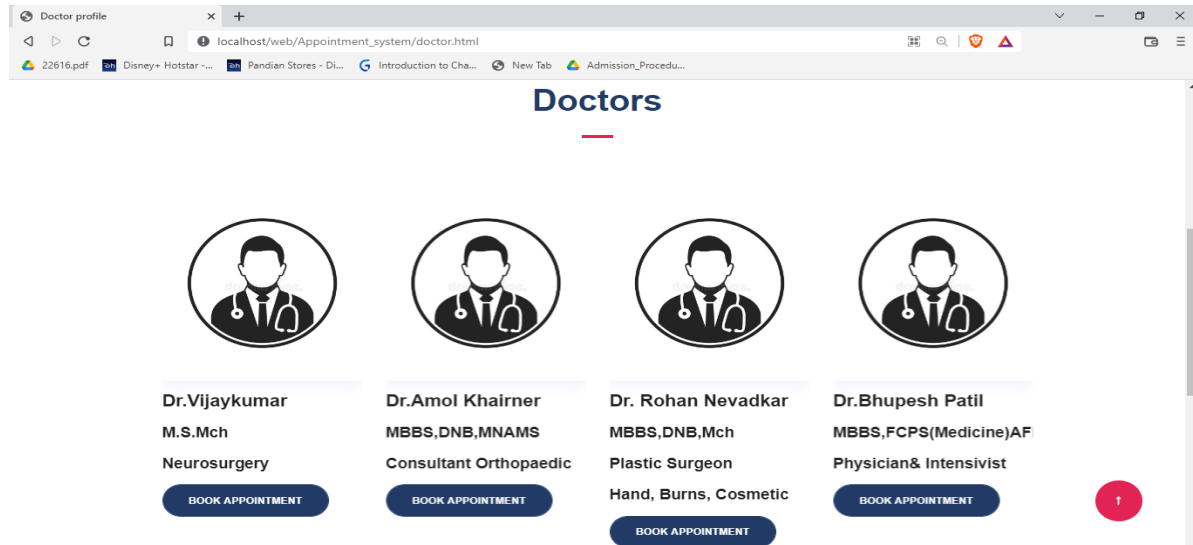 Doctor profile
localhost/web/Appointment_system/doctor.html
22616.pdf Disney+ Hotstar -... Pandian Stores - Di... Introduction to Cha... New Tab Admission_Procedu...
Doctors
Dr.Vijaykumar
M.S.Mch
Neurosurgery
BOOK APPOINTMENT
Dr.Amol Khairner
MBBS,DNB,MNAMS
Consultant Orthopaedic
BOOK APPOINTMENT
Dr. Rohan Nevadkar
MBBS,DNB,Mch
Plastic Surgeon
Hand, Burns, Cosmetic
BOOK APPOINTMENT
Dr.Bhupesh Patil
MBBS,FCPS(Medicine)
Physician& Intensivist
BOOK APPOINTMENT